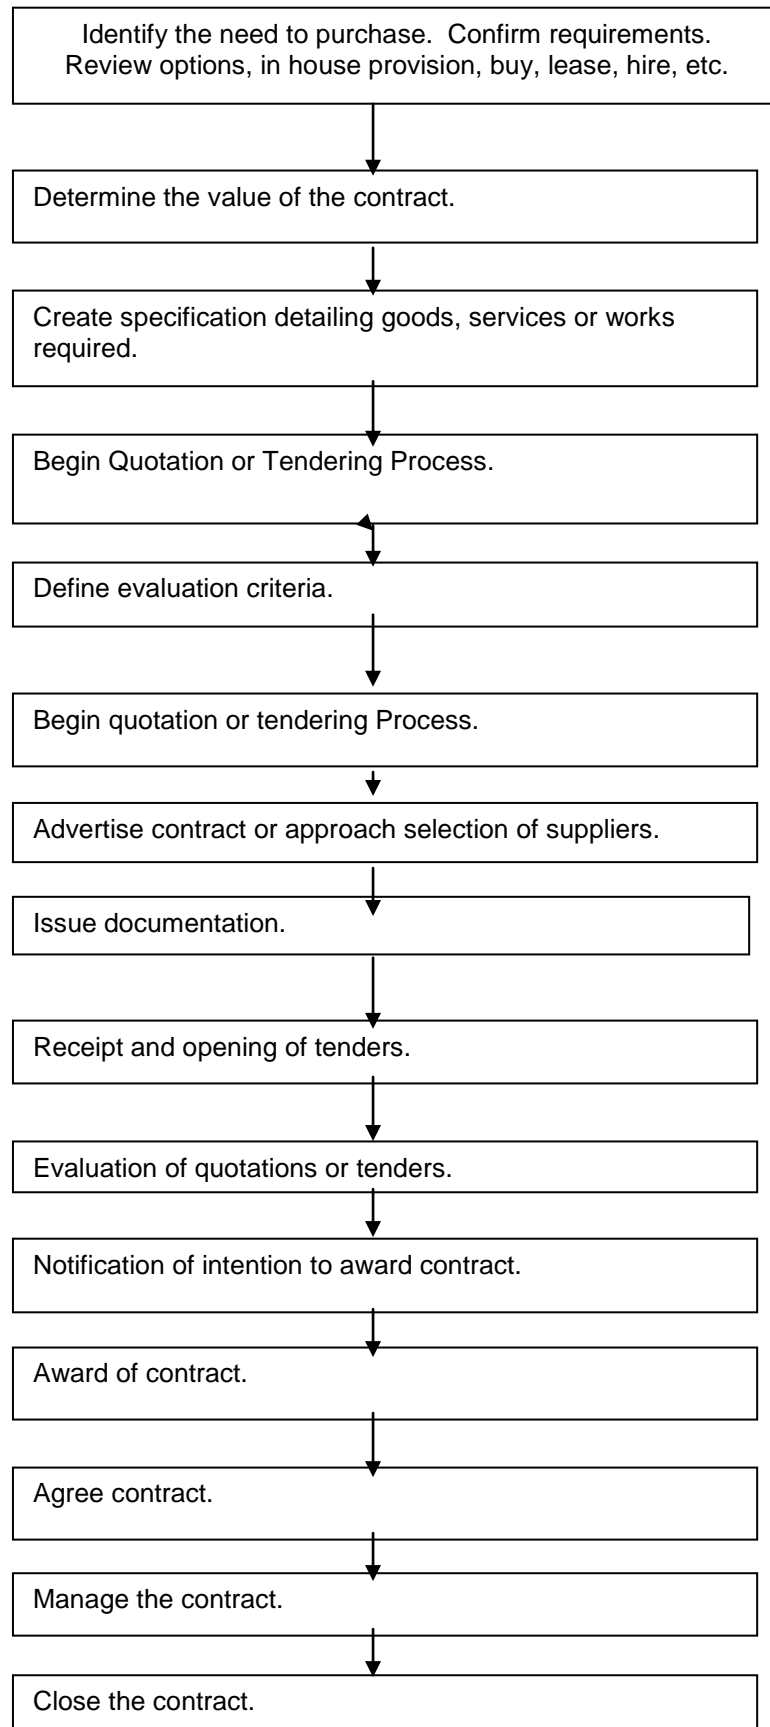 Identify the need to purchase.  Confirm requirements.
Review options, in house provision, buy, lease, hire, etc.
Determine the value of the contract.
Create specification detailing goods, services or works
required.
Begin Quotation or Tendering Process.
Define evaluation criteria.
Begin quotation or tendering Process.
Advertise contract or approach selection of suppliers.
Issue documentation.
Receipt and opening of tenders.
Evaluation of quotations or tenders.
Notification of intention to award contract.
Award of contract.
Agree contract.
Manage the contract.
Close the contract.